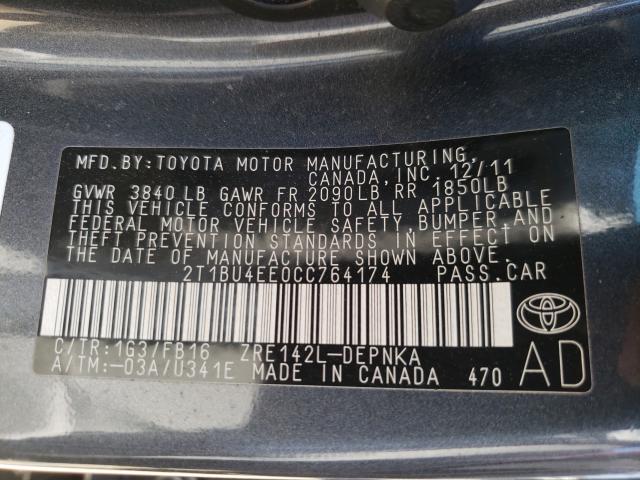 MFD.BY:TOYOTA MOTOR MANUFACTURING,
CANADA,INC. 12/11
GVWR 3840 LB GAWR FR 2090LB RR 1850LB
THIS VEHICLE CONFORMS TO ALL APPLICABLE
FEDERAL MOTOR VEHICLE SAFETY,BUMPER,AND
THEFT PREVENTION STANDARDS IN EFFECT ON
THE DATE OF MANUFACTURE SHOWN ABOVE.
2T1BU4EE0CC764174 PASS.CAR
C/TR:1G3/FB16 ZRE142L-DEPNKA
A/TM:-03A/U341E MADE IN CANADA 470
AD